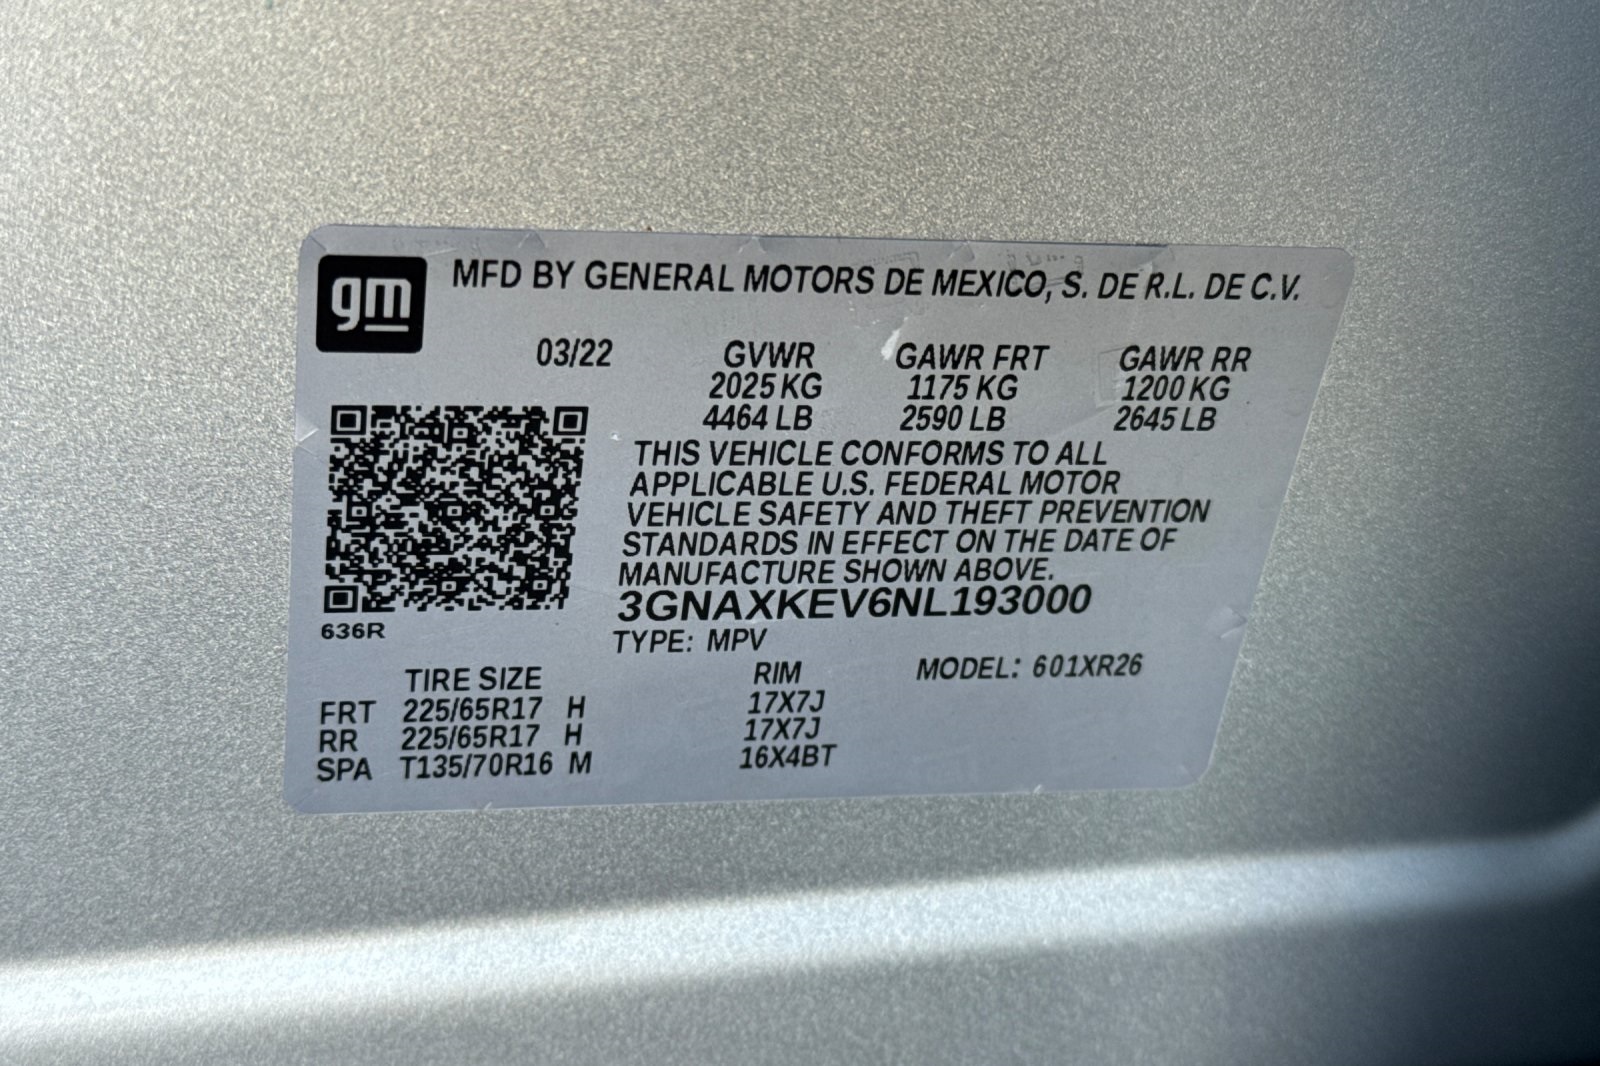 gm MFD BY GENERAL MOTORS DE MEXICO, S. DE R.L. DE C.V.
03/22 GVWR GAWR FRT GAWR RR
2025 KG 1175 KG 1200 KG
4464 LB 2590 LB 2645 LB
THIS VEHICLE CONFORMS TO ALL
APPLICABLE U.S. FEDERAL MOTOR
VEHICLE SAFETY AND THEFT PREVENTION
STANDARDS IN EFFECT ON THE DATE OF
MANUFACTURE SHOWN ABOVE.
3GNAXKEV6NL193000
636R
TYPE: MPV
TIRE SIZE RIM MODEL: 601XR26
FRT 225/65R17 H 17X7J
RR 225/65R17 H 17X7J
SPA T135/70R16 M 16X4BT